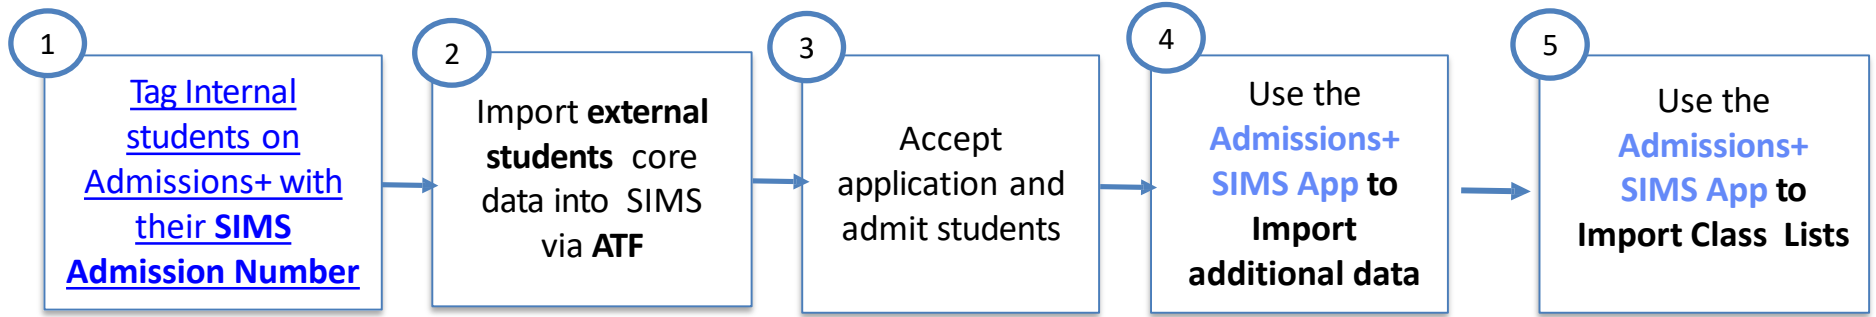 1
Tag Internal
students on
Admissions+ with
their SIMS
Admission Number
2
Import external
students core
data into SIMS
via ATF
3
Accept
application and
admit students
4
Use the
Admissions+
SIMS App to
Import
additional data
5
Use the
Admissions+
SIMS App to
Import Class Lists